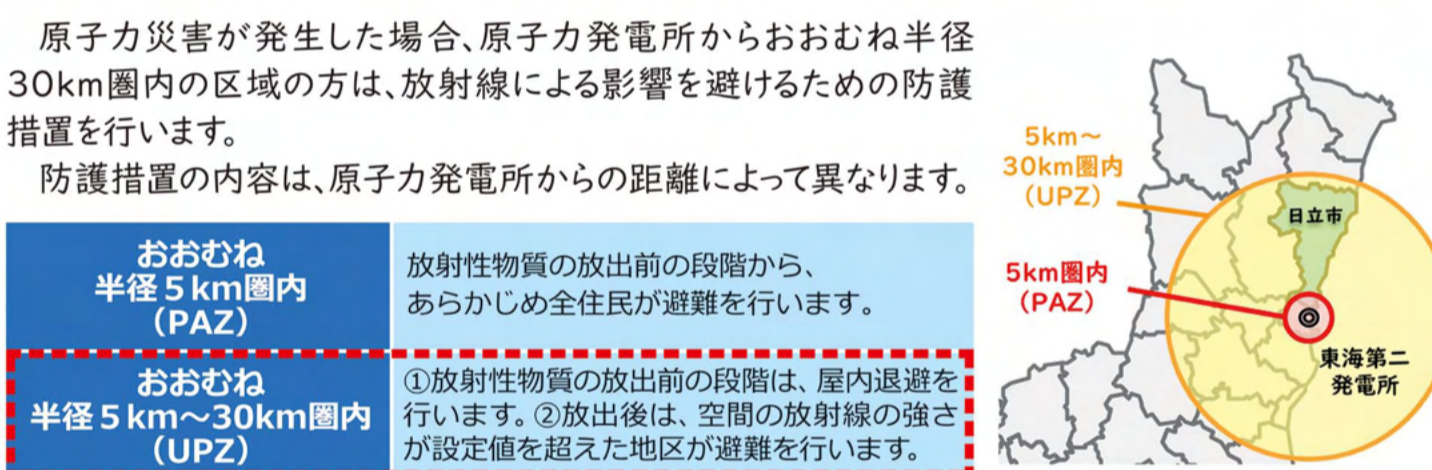 原子力災害が発生した場合、原子力発電所からおおむね半径
30km圏内の区域の方は、放射線による影響を避けるための防護
措置を行います。
防護措置の内容は、原子力発電所からの距離によって異なります。
おおむね
半径5km圏内
(PAZ)
放射性物質の放出前の段階から、
あらかじめ全住民が避難を行います。
おおむね
半径5km～30km圏内
(UPZ)
①放射性物質の放出前の段階は、屋内退避を
行います。②放出後は、空間の放射線の強さ
が設定値を超えた地区が避難を行います。
5km～
30km圏内
(UPZ)
日立市
5km圏内
(PAZ)
東海第二
発電所